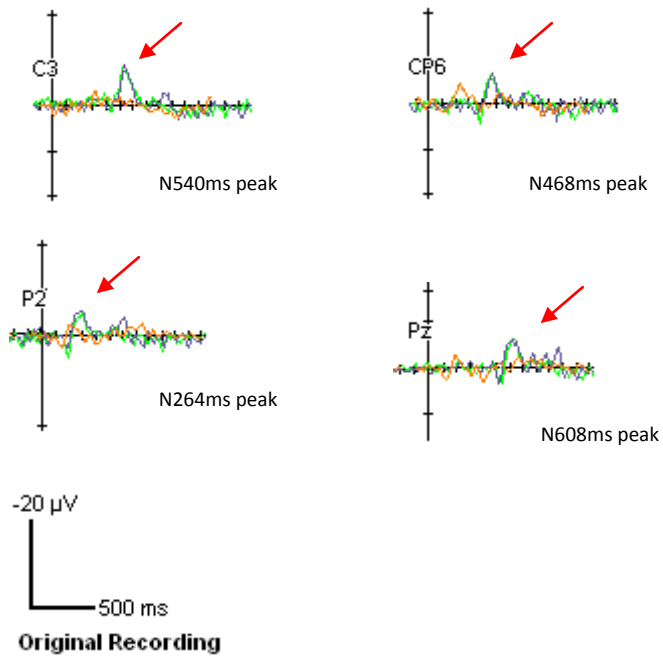 C3
N540ms peak
CP6
N468ms peak
P2
N264ms peak
Pz
N608ms peak
-20 µV
500 ms
Original Recording